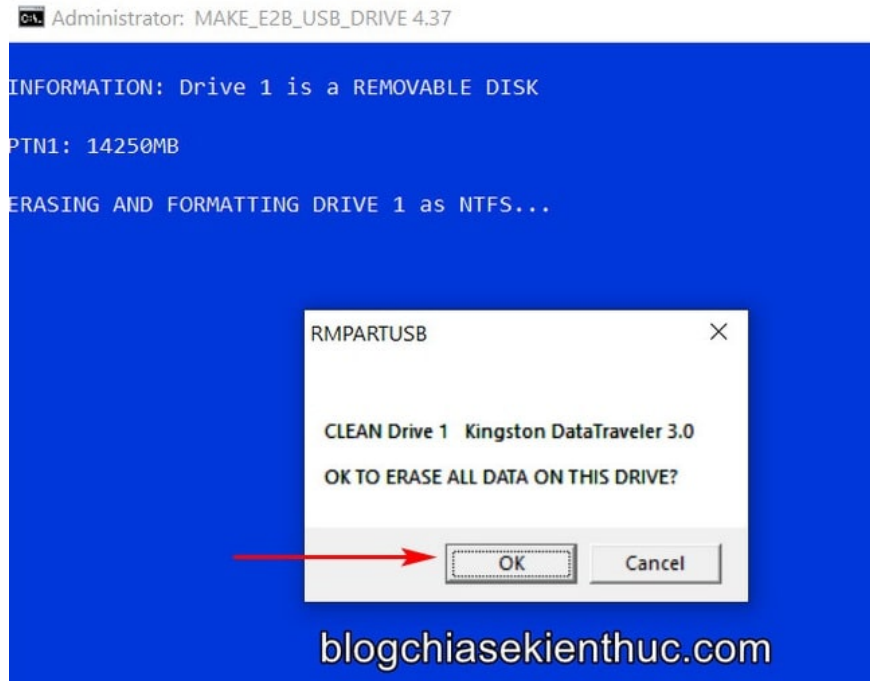 Administrator: MAKE_E2B_USB_DRIVE 4.37
INFORMATION: Drive 1 is a REMOVABLE DISK
PTN1: 14250MB
ERASING AND FORMATTING DRIVE 1 as NTFS...
RMPARTUSB
CLEAN Drive 1 Kingston DataTraveler 3.0
OK TO ERASE ALL DATA ON THIS DRIVE?
OK Cancel
blogchiasekienthuc.com